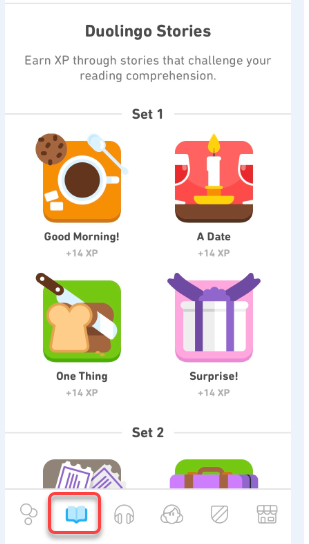 Duolingo Stories
Earn XP through stories that challenge your
reading comprehension.
Set 1
Good Morning!
A Date
+14 XP
+14 XP
One Thing
Surprise!
+14 XP
+14 XP
Set 2